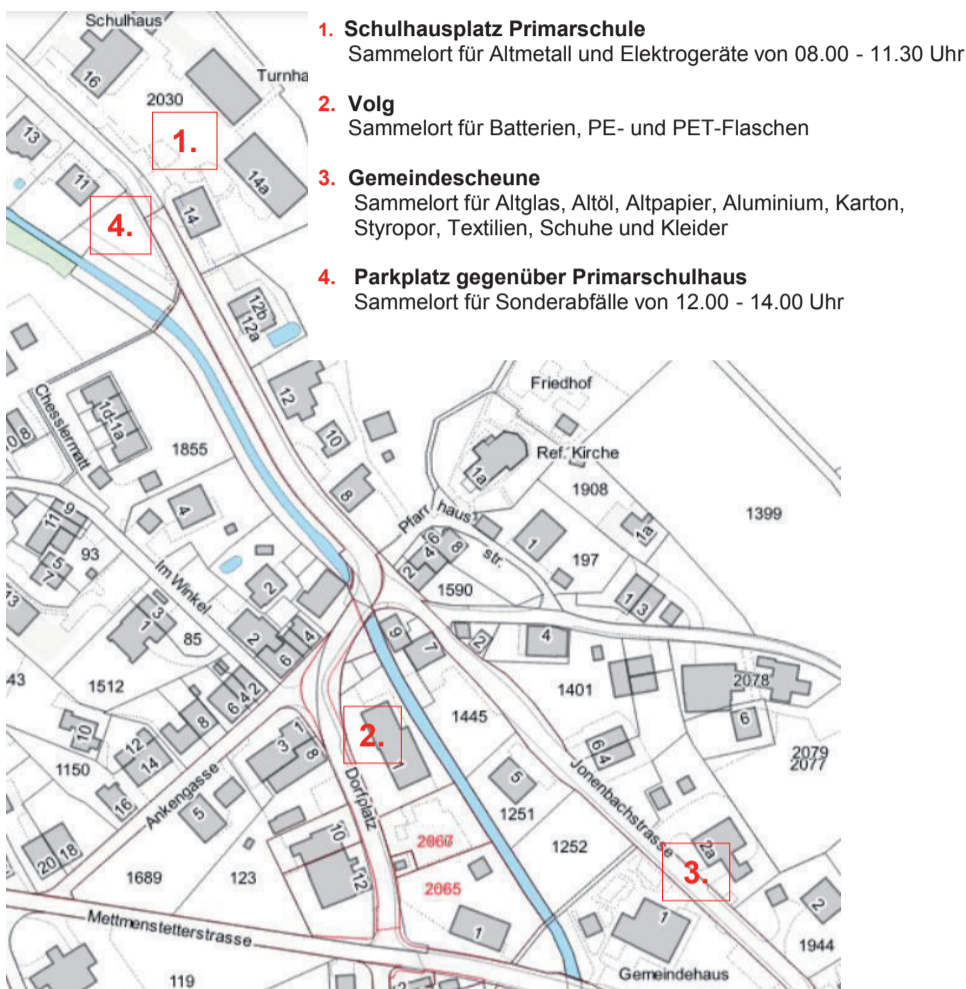 1. Schulhausplatz Primarschule
Sammelort für Altmetall und Elektrogeräte von 08.00 - 11.30 Uhr
2. Volg
Sammelort für Batterien, PE- und PET-Flaschen
3. Gemeindescheune
Sammelort für Altglas, Altöl, Altpapier, Aluminium, Karton,
Styropor, Textilien, Schuhe und Kleider
4. Parkplatz gegenüber Primarschulhaus
Sammelort für Sonderabfälle von 12.00 - 14.00 Uhr
Schulhaus
16
Turnha
2030
1.
13
11
14a
14
4.
12b
12a
12
10
8
Friedhof
Ref. Kirche
1a
1908
1399
Chesslermatt
1d-1a
8
1855
4
Pfarrhausstr.
6
8
4
2
1
197
1a
1590
9
11
93
5
7
13
Im Winkel
3
7
85
2
2
4
6
9
7
2
4
1
3
1401
2078
6
2079
2077
43
1512
10
1150
12
14
16
8
6
4
2
1
3
8
2.
1
1445
5
1251
6
4
Jonenbachstrasse
1252
2a
3.
2
1944
Ankengasse
5
Dorfplatz
10
12
2065
20
18
1689
123
1
1
Gemeindehaus
Mettmenstetterstrasse
119
2